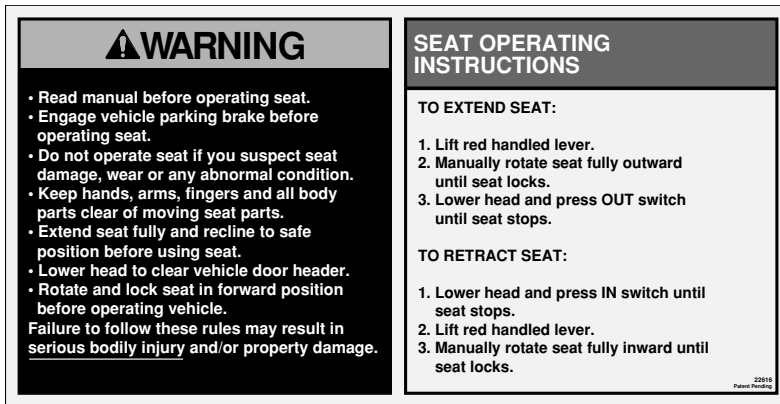 WARNING
• Read manual before operating seat.
• Engage vehicle parking brake before
operating seat.
• Do not operate seat if you suspect seat
damage, wear or any abnormal condition.
• Keep hands, arms, fingers and all body
parts clear of moving seat parts.
• Extend seat fully and recline to safe
position before using seat.
• Lower head to clear vehicle door header.
• Rotate and lock seat in forward position
before operating vehicle.
Failure to follow these rules may result in
serious bodily injury and/or property damage.
SEAT OPERATING
INSTRUCTIONS
TO EXTEND SEAT:
1. Lift red handled lever.
2. Manually rotate seat fully outward
until seat locks.
3. Lower head and press OUT switch
until seat stops.
TO RETRACT SEAT:
1. Lower head and press IN switch until
seat stops.
2. Lift red handled lever.
3. Manually rotate seat fully inward until
seat locks.
22616
Patent Pending